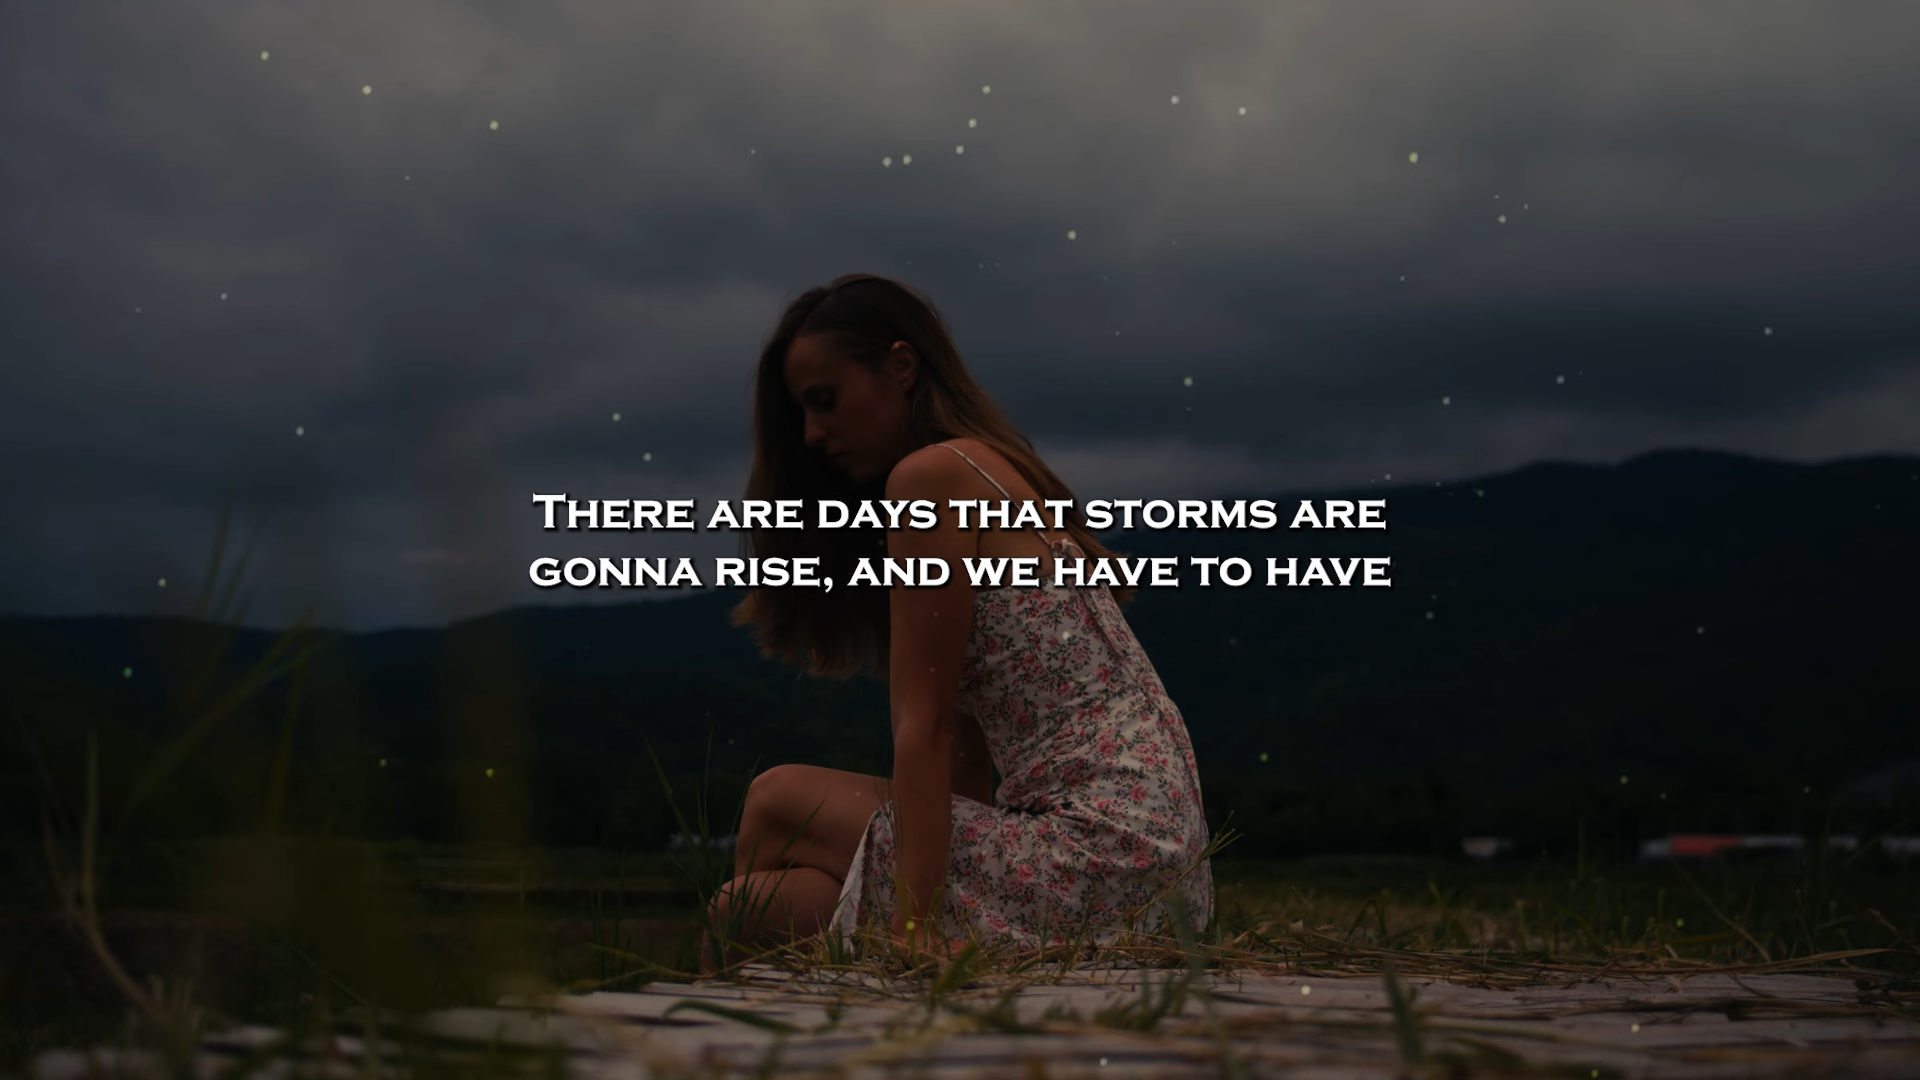 There are days that storms are
gonna rise, and we have to have